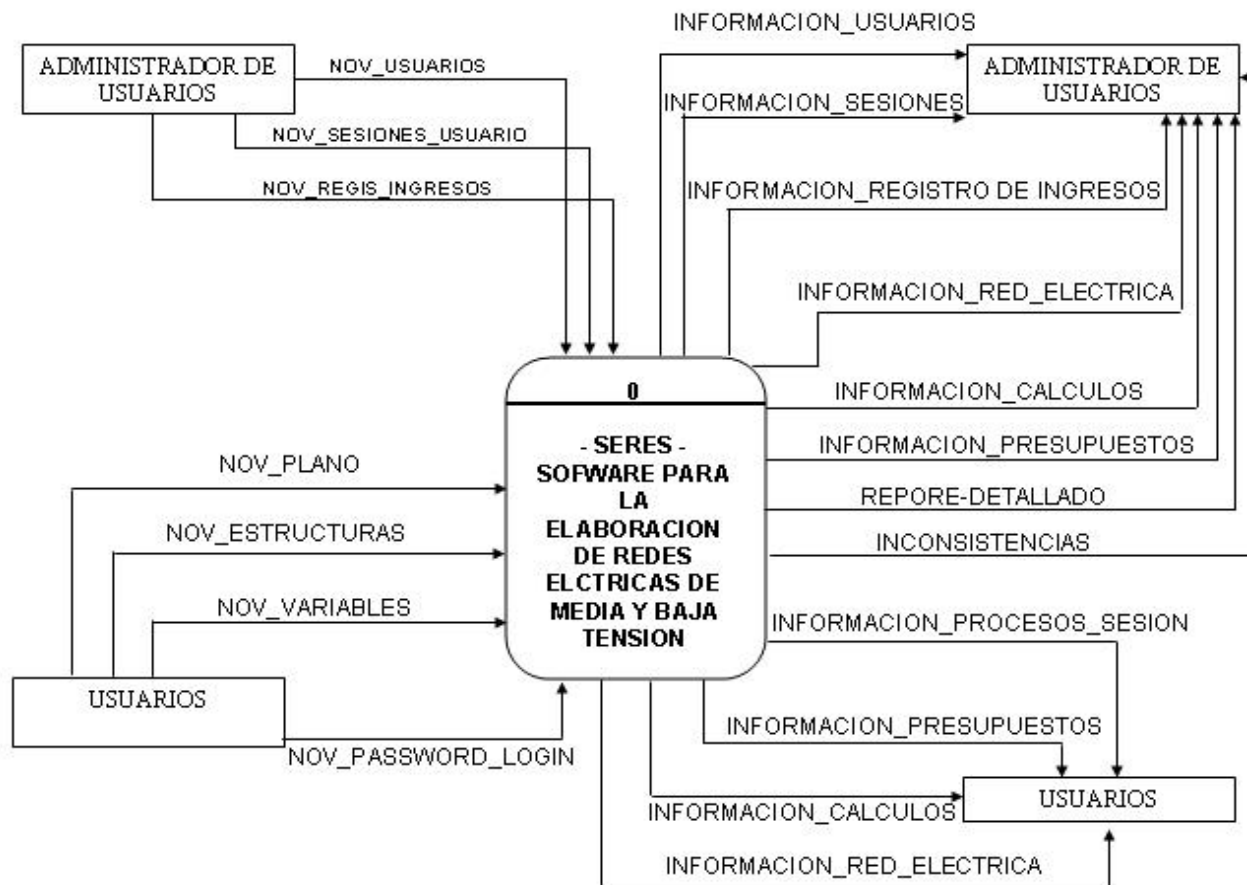 INFORMACION_USUARIOS
ADMINISTRADOR DE
USUARIOS
NOV_USUARIOS
ADMINISTRADOR DE
USUARIOS
INFORMACION_SESIONES
NOV_SESIONES_USUARIO
NOV_REGIS_INGRESOS
INFORMACION_REGISTRO DE INGRESOS
INFORMACION_RED_ELECTRICA
0
INFORMACION_CALCULOS
- SERES -
SOFWARE PARA
LA
ELABORACION
DE REDES
ELCTRICAS DE
MEDIA Y BAJA
TENSION
INFORMACION_PRESUPUESTOS
NOV_PLANO
REPORE-DETALLADO
NOV_ESTRUCTURAS
INCONSISTENCIAS
NOV_VARIABLES
INFORMACION_PROCESOS_SESION
USUARIOS
INFORMACION_PRESUPUESTOS
NOV_PASSWORD_LOGIN
USUARIOS
INFORMACION_CALCULOS
INFORMACION_RED_ELECTRICA